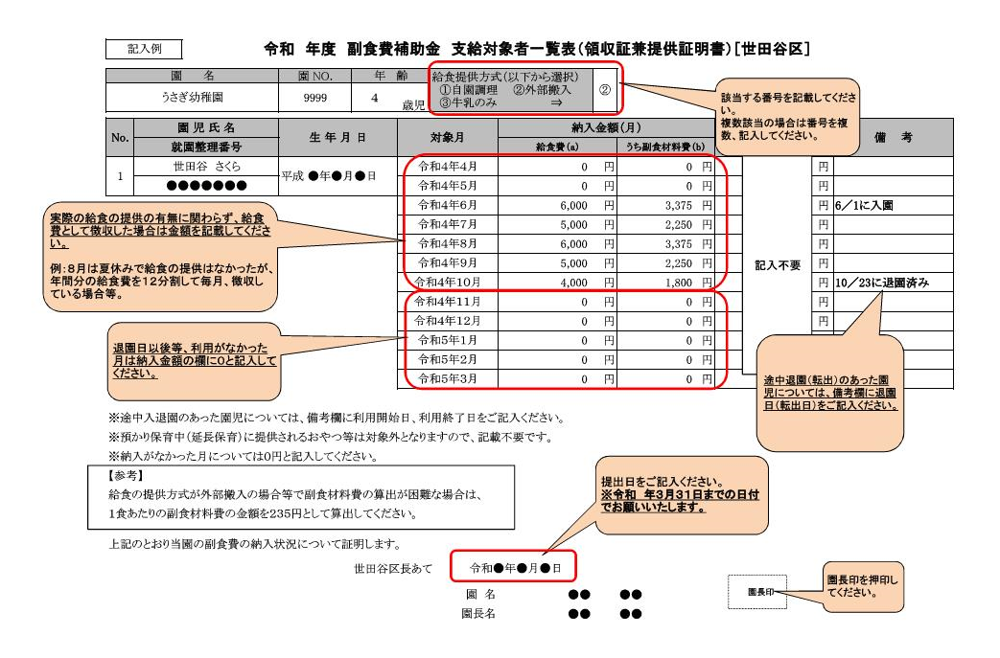 記入例
令和　年度　副食費補助金　支給対象者一覧表（領収証兼提供証明書）［世田谷区］
園　名　園 NO.　年　齢
うさぎ幼稚園　9999　4　歳児
給食提供方式（以下から選択）
①自園調理　②外部搬入
③牛乳のみ　⇒
②
該当する番号を記載してください。
複数該当の場合は番号を複数、記入してください。
No.　園児氏名　生年月日　対象月　納入金額（月）　備　考
就園整理番号　給食費（a）　うち副食材料費（b）
1　世田谷 さくら　平成 ●年●月●日
●●●●●●●
令和4年4月　0 円　0 円　円
令和4年5月　0 円　0 円　円
令和4年6月　6,000 円　3,375 円　円　6／1に入園
令和4年7月　5,000 円　2,250 円　円
令和4年8月　6,000 円　3,375 円　円
令和4年9月　5,000 円　2,250 円　記入不要　円
令和4年10月　4,000 円　1,800 円　円　10／23に退園済み
令和4年11月　0 円　0 円　円
令和4年12月　0 円　0 円　円
令和5年1月　0 円　0 円
令和5年2月　0 円　0 円
令和5年3月　0 円　0 円
実際の給食の提供の有無に関わらず、給食
費として徴収した場合は金額を記載してくださ
い。
例：８月は夏休みで給食の提供はなかったが、
年間分の給食費を１２分割して毎月、徴収し
ている場合等。
退園日以後等、利用がなかった
月は納入金額の欄に０と記入して
ください。
途中退園（転出）のあった園
児については、備考欄に退園
日（転出日）をご記入ください。
※途中入退園のあった園児については、備考欄に利用開始日、利用終了日をご記入ください。
※預かり保育中（延長保育）に提供されるおやつ等は対象外となりますので、記載不要です。
※納入がなかった月については0円と記入してください。
【参考】
給食の提供方式が外部搬入の場合等で副食材料費の算出が困難な場合は、
1食あたりの副食材料費の金額を235円として算出してください。
提出日をご記入ください。
※令和　年３月３１日までの日付
でお願いいたします。
上記のとおり当園の副食費の納入状況について証明します。
世田谷区長あて　令和●年●月●日
園　名　●●　●●
園長名　●●　●●
園長印
園長印を押印し
てください。